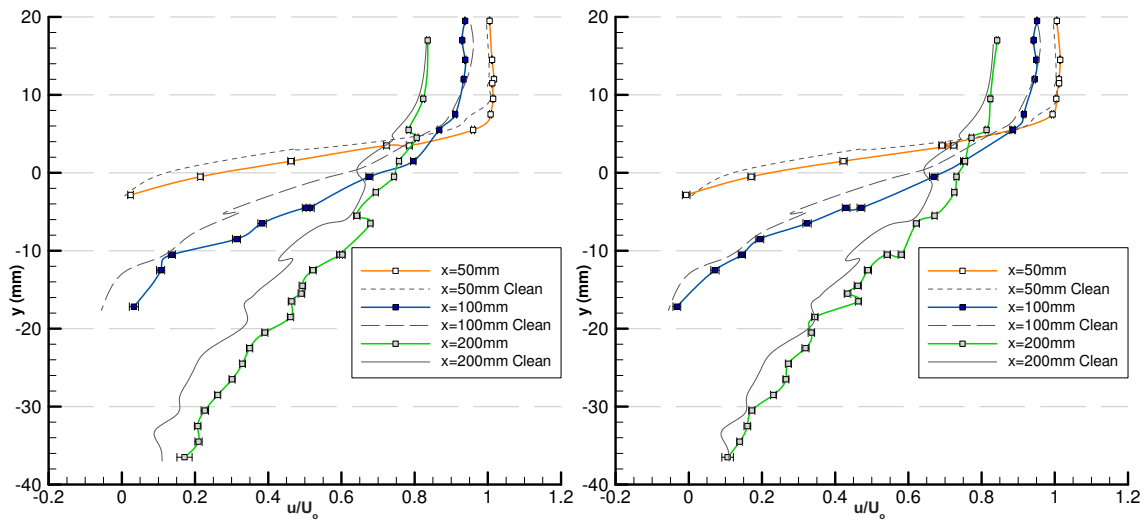 20
10
0
-10
-20
-30
-40
y (mm)
-0.2 0 0.2 0.4 0.6 0.8 1 1.2
u/Uₒ
x=50mm
x=50mm Clean
x=100mm
x=100mm Clean
x=200mm
x=200mm Clean
20
10
0
-10
-20
-30
-40
y (mm)
-0.2 0 0.2 0.4 0.6 0.8 1 1.2
u/Uₒ
x=50mm
x=50mm Clean
x=100mm
x=100mm Clean
x=200mm
x=200mm Clean